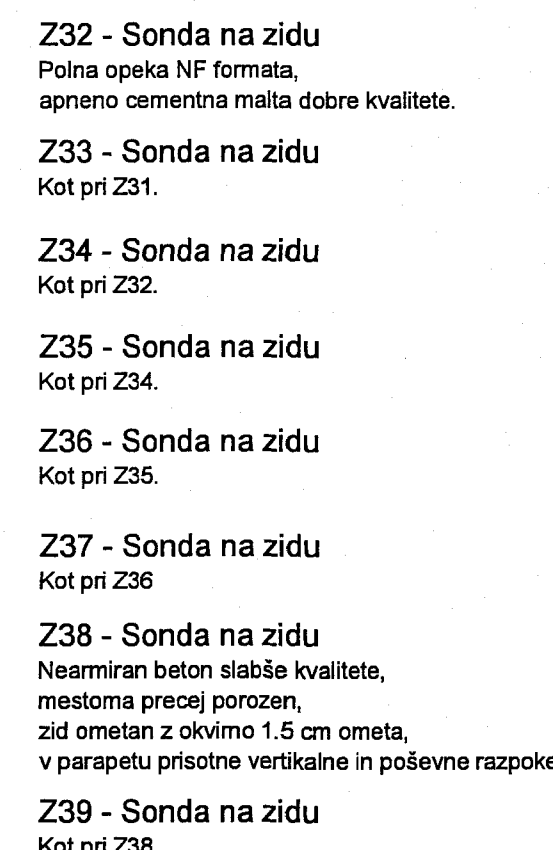 Z32 - Sonda na zidu
Polna opeka NF formata,
apneno cementna malta dobre kvalitete.
Z33 - Sonda na zidu
Kot pri Z31.
Z34 - Sonda na zidu
Kot pri Z32.
Z35 - Sonda na zidu
Kot pri Z34.
Z36 - Sonda na zidu
Kot pri Z35.
Z37 - Sonda na zidu
Kot pri Z36
Z38 - Sonda na zidu
Nearmiran beton slabše kvalitete,
mestoma precej porozen,
zid ometan z okvimo 1.5 cm ometa,
v parapetu prisotne vertikalne in poševne razpoke
Z39 - Sonda na zidu
Kot pri Z38